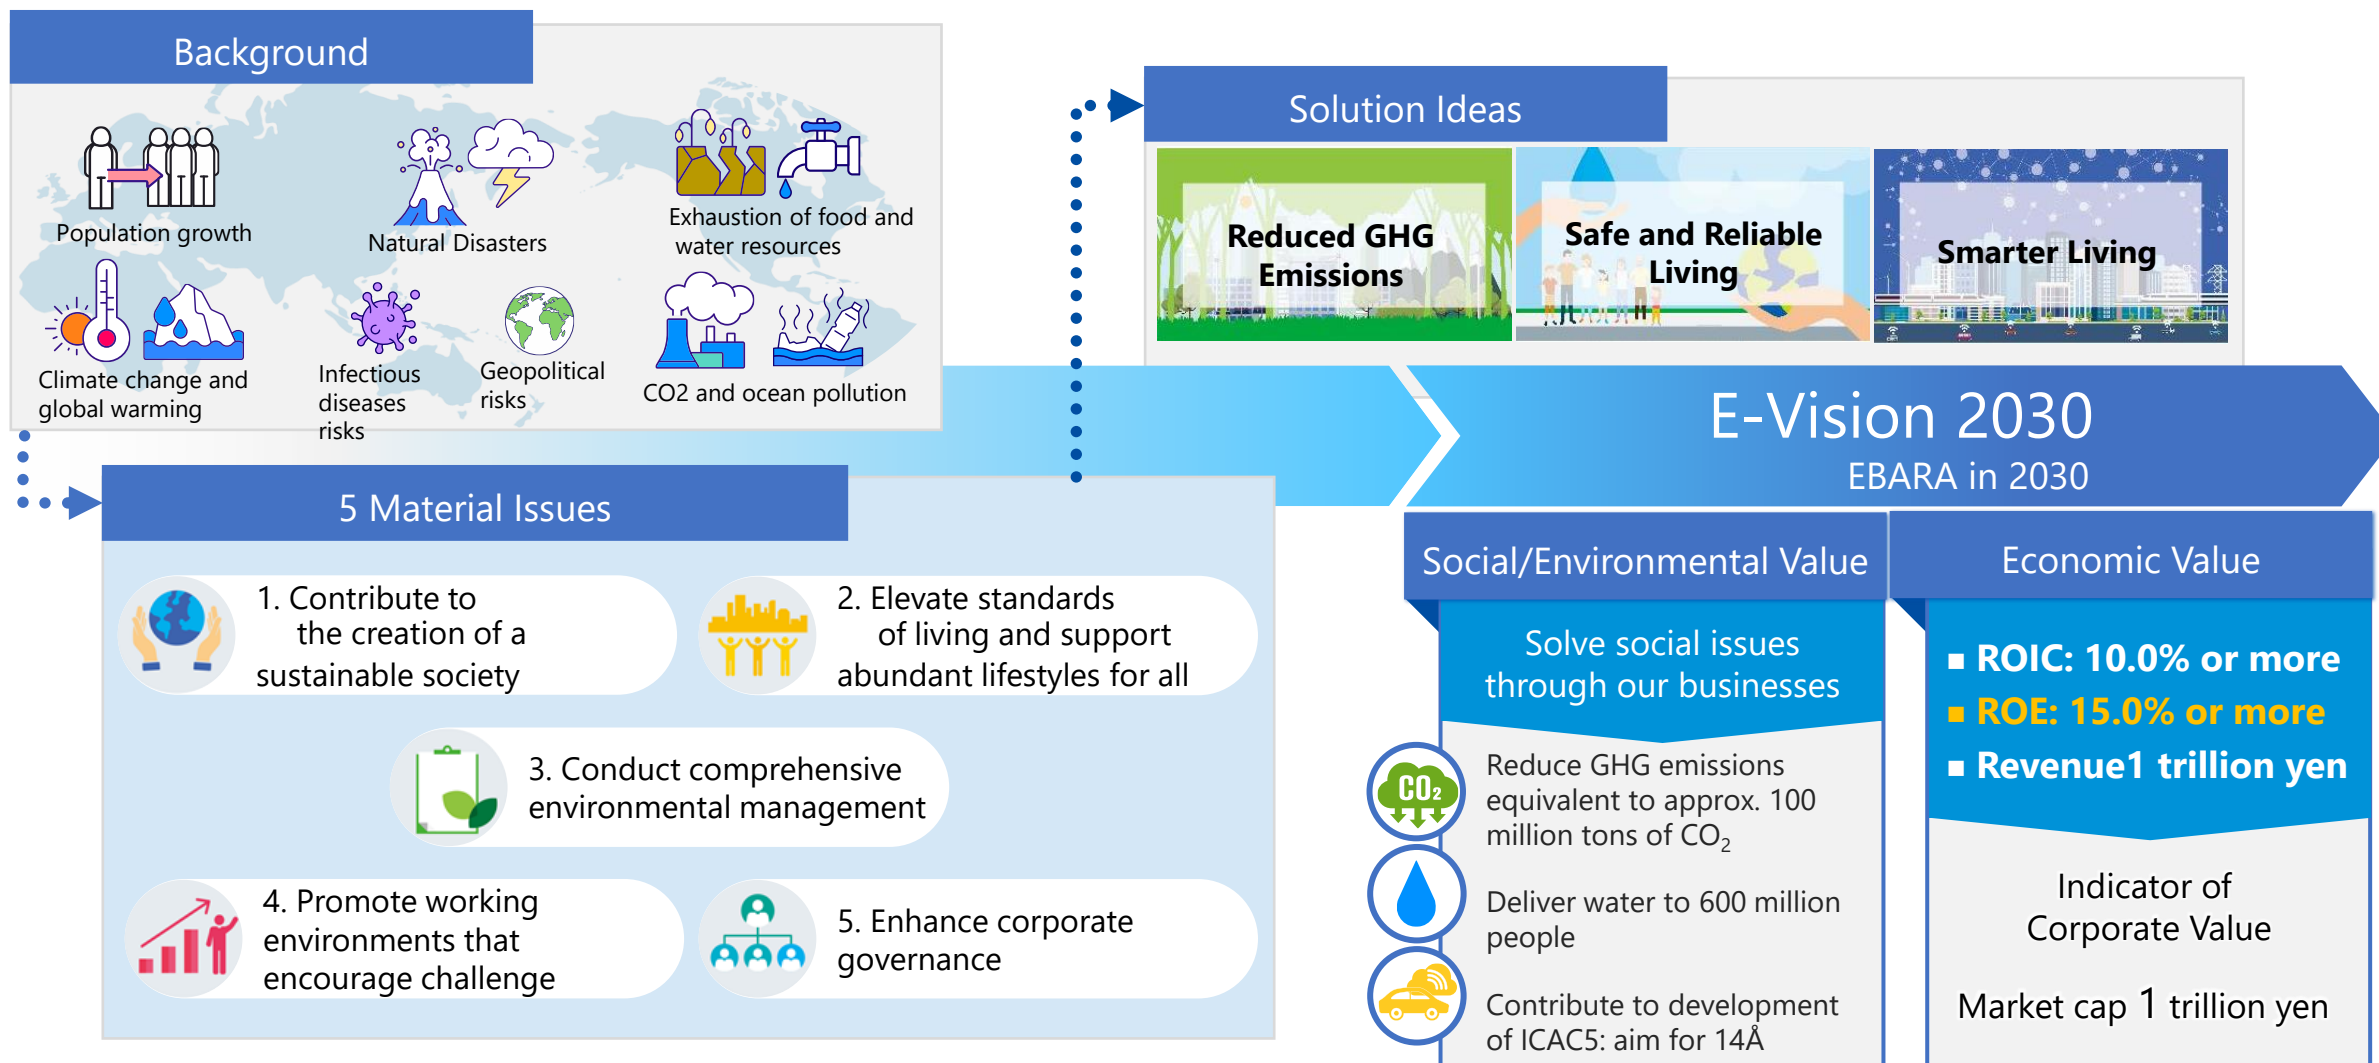 Background
Population growth
Natural Disasters
Exhaustion of food and
water resources
Climate change and
global warming
Infectious
diseases
risks
Geopolitical
risks
CO2 and ocean pollution
5 Material Issues
1. Contribute to
the creation of a
sustainable society
2. Elevate standards
of living and support
abundant lifestyles for all
3. Conduct comprehensive
environmental management
4. Promote working
environments that
encourage challenge
5. Enhance corporate
governance
Solution Ideas
Reduced GHG
Emissions
Safe and Reliable
Living
Smarter Living
E-Vision 2030
EBARA in 2030
Social/Environmental Value
Solve social issues
through our businesses
CO2
Reduce GHG emissions
equivalent to approx. 100
million tons of CO₂
Deliver water to 600 million
people
Contribute to development
of ICAC5: aim for 14Å
Economic Value
■ ROIC: 10.0% or more
■ ROE: 15.0% or more
■ Revenue1 trillion yen
Indicator of
Corporate Value
Market cap 1 trillion yen